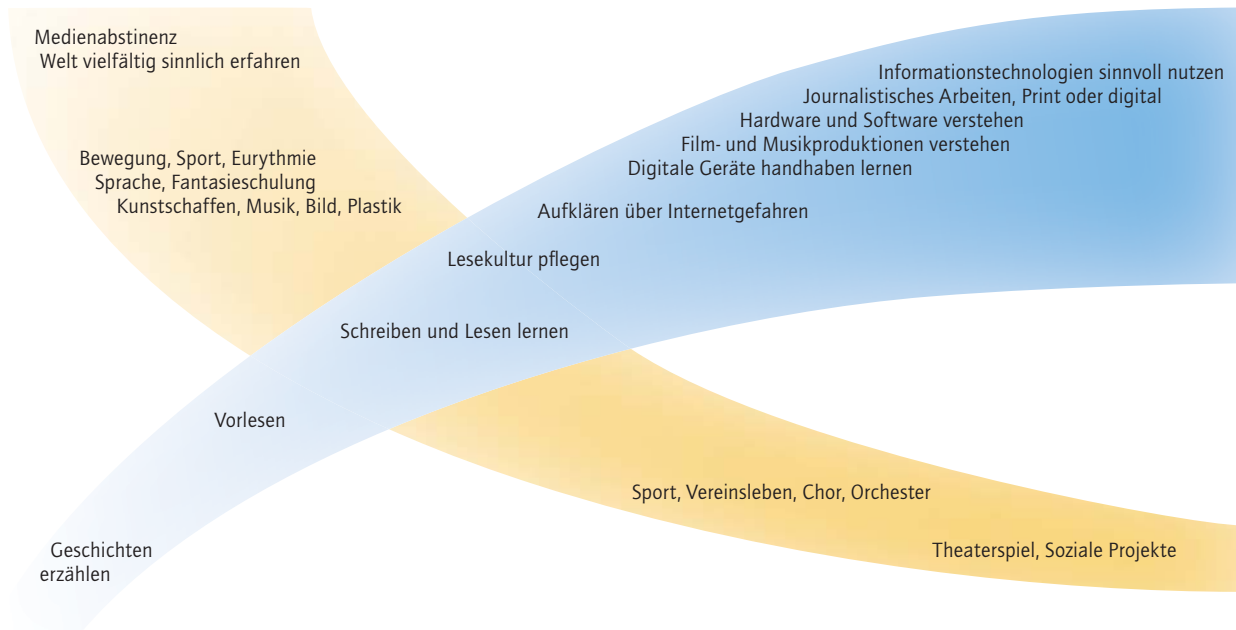 Medienabstinenz
Welt vielfältig sinnlich erfahren
Bewegung, Sport, Eurythmie
Sprache, Fantasieschulung
Kunstschaffen, Musik, Bild, Plastik
Informationstechnologien sinnvoll nutzen
Journalistisches Arbeiten, Print oder digital
Hardware und Software verstehen
Film- und Musikproduktionen verstehen
Digitale Geräte handhaben lernen
Aufklären über Internetgefahren
Lesekultur pflegen
Schreiben und Lesen lernen
Vorlesen
Geschichten
erzählen
Sport, Vereinsleben, Chor, Orchester
Theaterspiel, Soziale Projekte